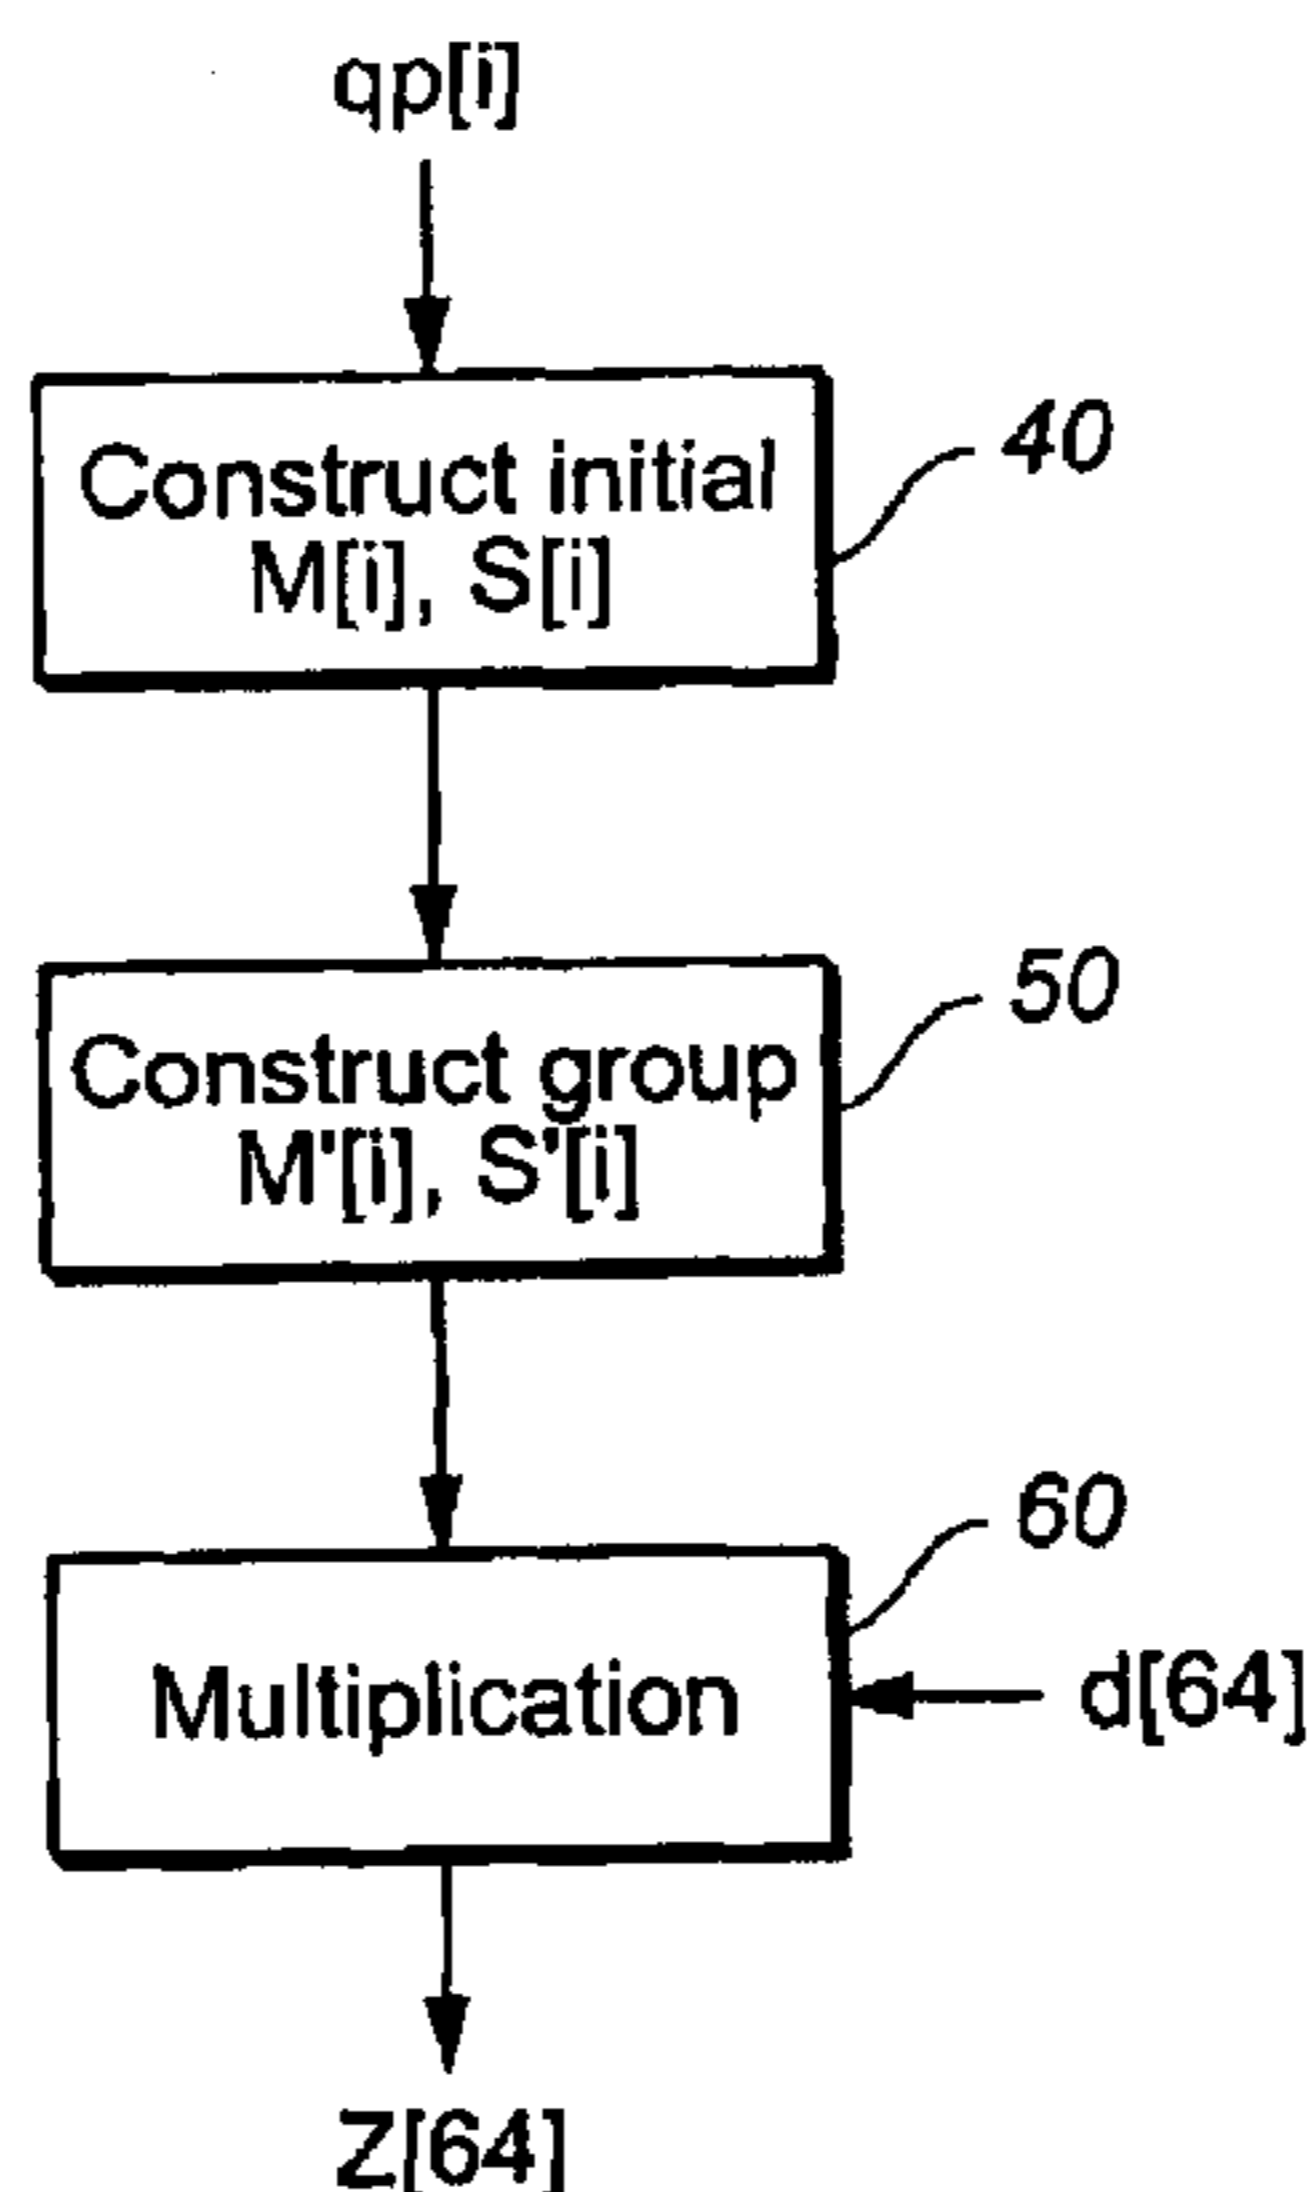 qp[i]
Construct initial
M[i], S[i]
40
Construct group
M'[i], S'[i]
50
Multiplication
60
d[64]
Z[64]